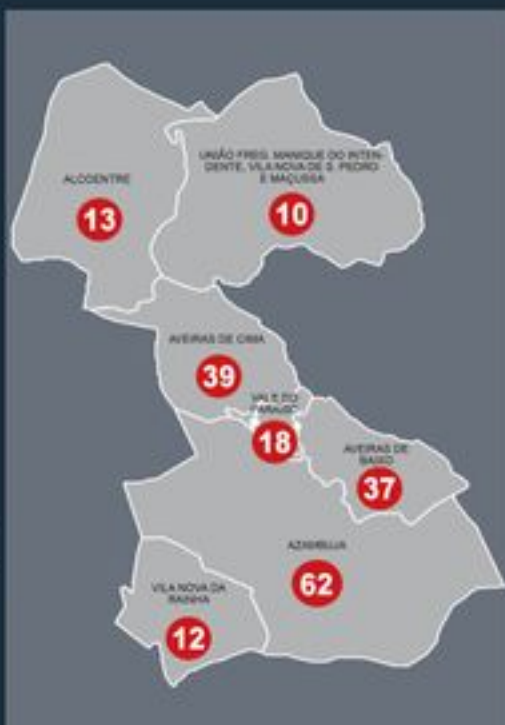 ALCOENTRE
13
UNIÃO FREG. MANIQUE DO INTEN-
DENTE, VILA NOVA DE S. PEDRO
E MAÇUSSA
10
AVEIRAS DE CIMA
39
VALE DO
PARAÍSO
18
AVEIRAS DE
BAIXO
37
AZAMBUJA
62
VILA NOVA DA
RAINHA
12